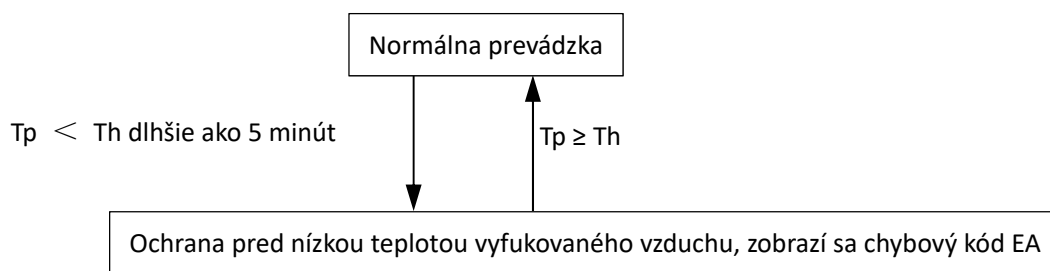 Normálna prevádzka
Tp < Th dlhšie ako 5 minút
Tp ≥ Th
Ochrana pred nízkou teplotou vyfukovaného vzduchu, zobrazí sa chybový kód EA